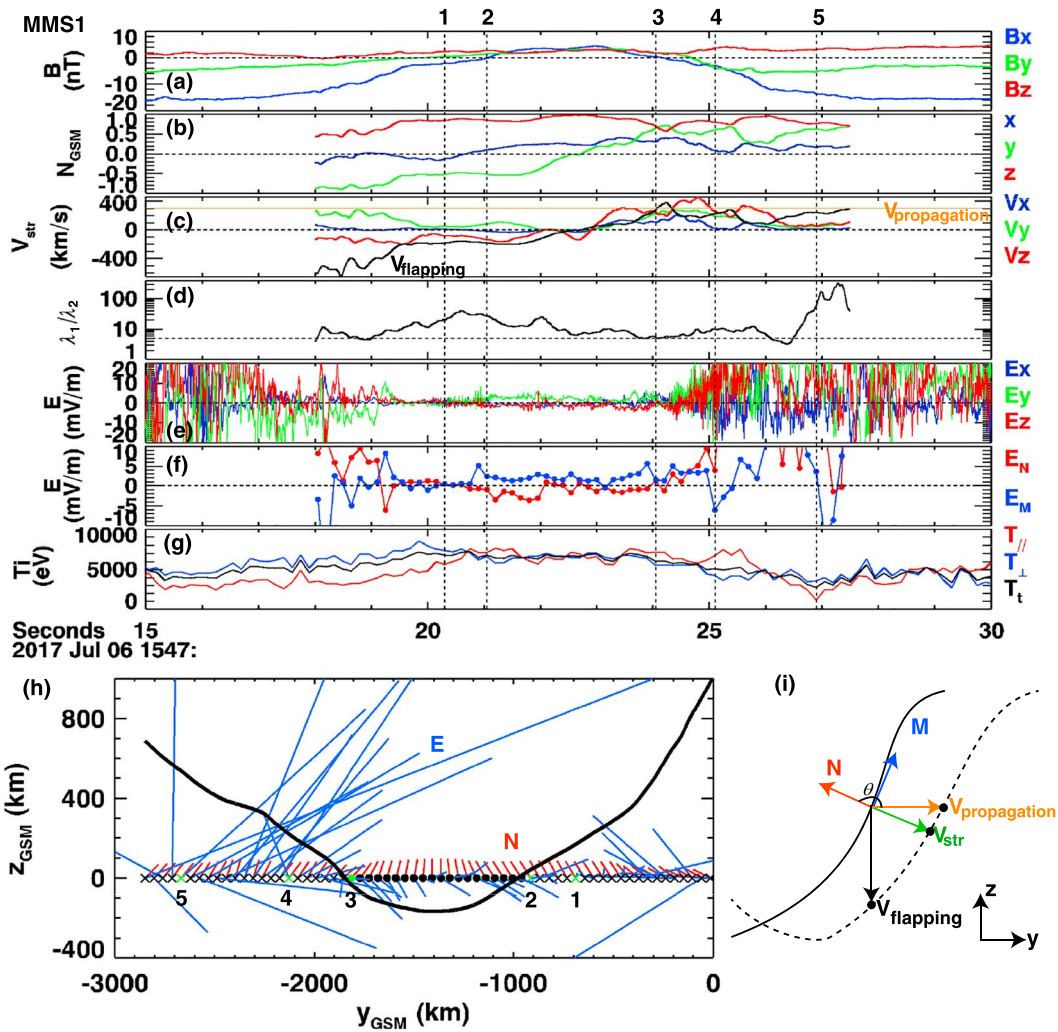 MMS1
1 2 3 4 5
10
0
-10
-20
B
(nT)
(a)
Bx
By
Bz
1.0
0.5
0.0
-0.5
-1.0
N_GSM
(b)
x
y
z
400
0
-400
V_str
(km/s)
(c)
V_flapping
V_propagation
Vx
Vy
Vz
100
10
1
λ₁/λ₂
(d)
20
10
0
-10
-20
E
(mV/m)
(e)
Ex
Ey
Ez
10
5
0
-5
-10
E
(mV/m)
(f)
E_N
E_M
10000
5000
0
Ti
(eV)
(g)
T_//
T_⊥
T_t
Seconds 15 20 25 30
2017 Jul 06 1547:
(h)
800
400
0
-400
z_GSM (km)
E
N
5 4 3 2 1
-3000 -2000 -1000 0
y_GSM (km)
(i)
M
N
θ
V_propagation
V_str
V_flapping
z
y